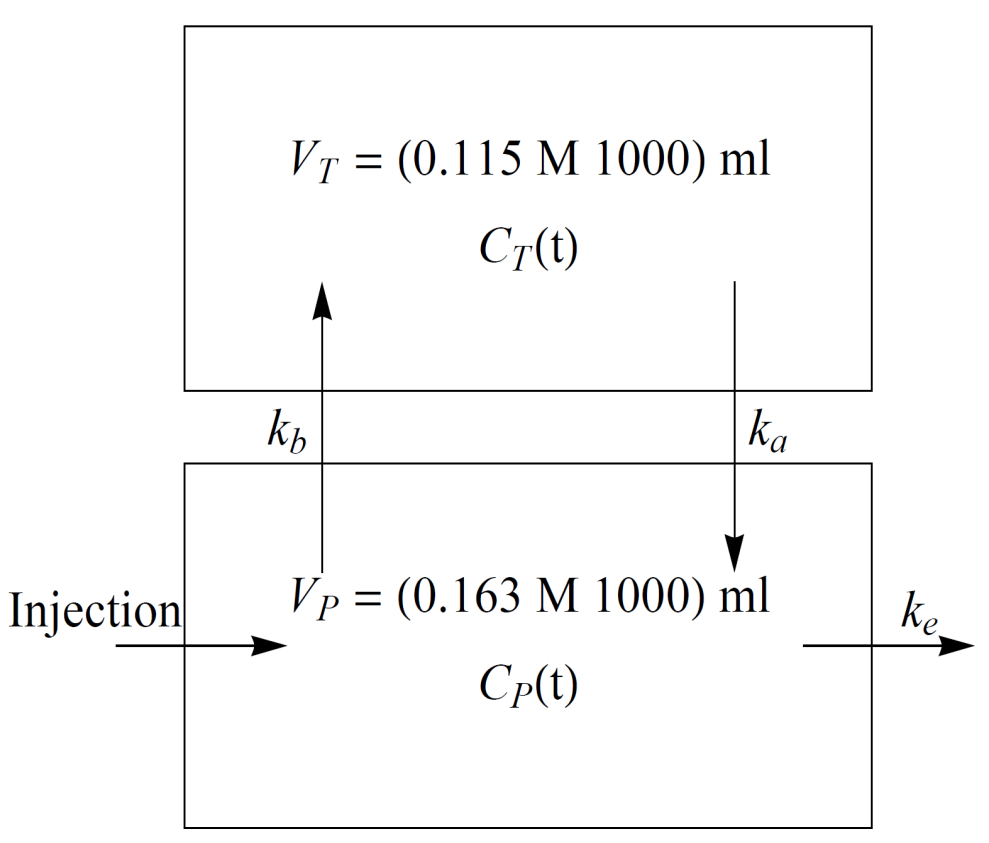 V_T = (0.115 M 1000) ml
C_T(t)
k_b
k_a
V_P = (0.163 M 1000) ml
Injection
k_e
C_P(t)